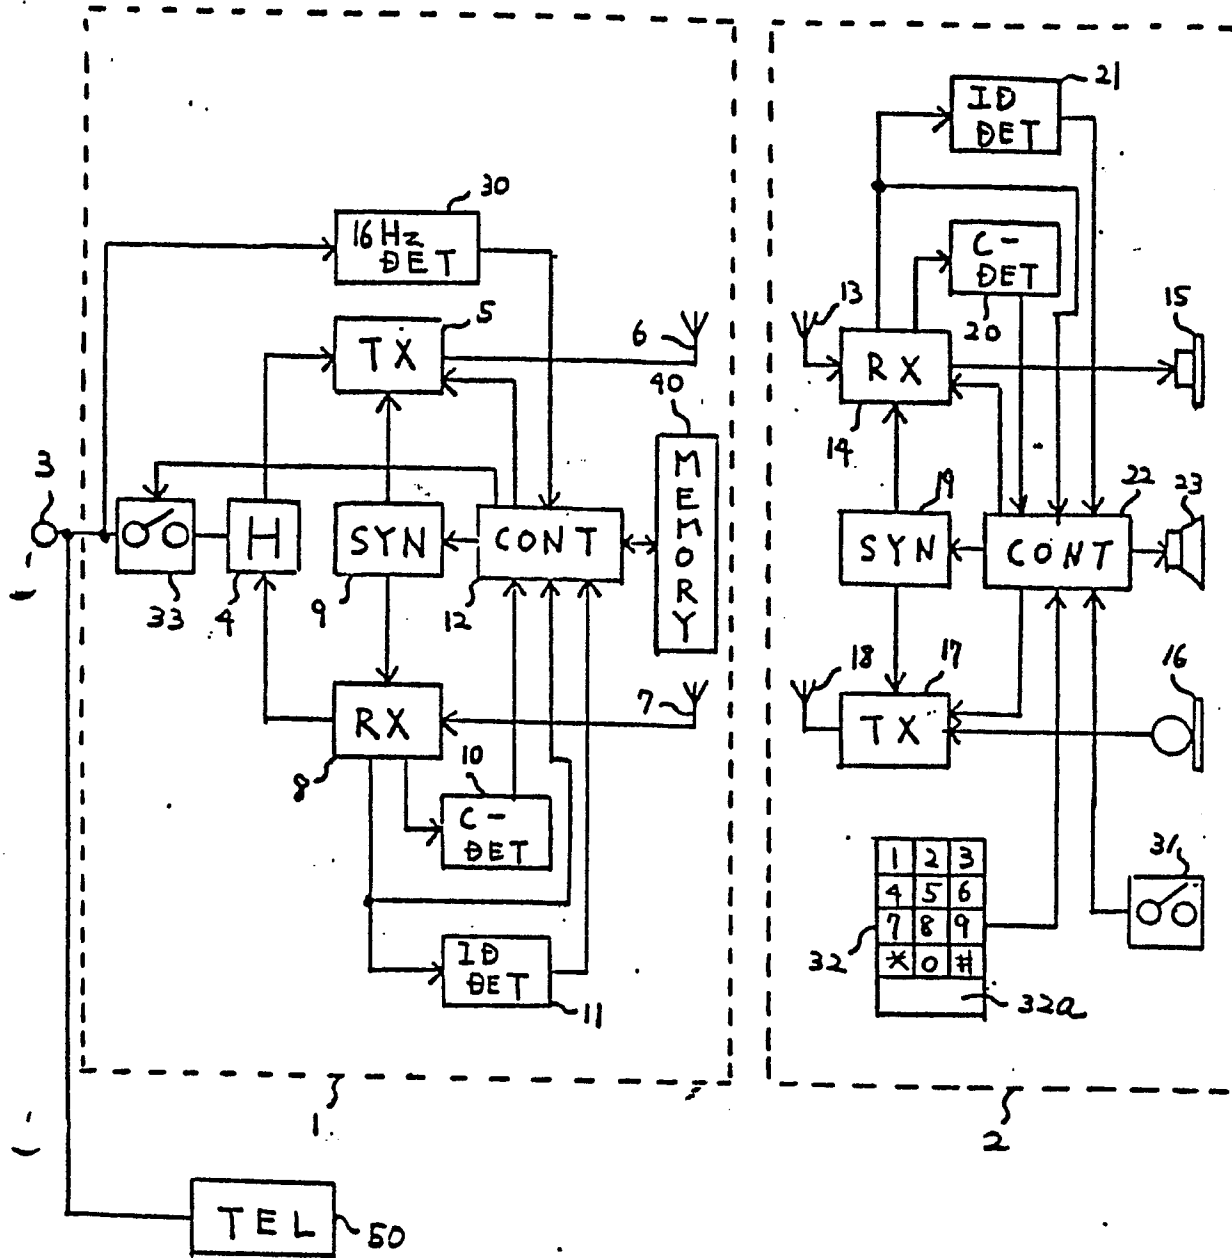 21
ID
DET
30
16Hz
DET
C-
DET
20
13
15
5
TX
6
40
RX
14
3
MEMORY
19
22
23
H
SYN
CONT
SYN
CONT
33
4
9
12
7
18
17
16
RX
TX
8
10
C-
DET
1 2 3
4 5 6
7 8 9
* 0 #
31
32
ID
DET
11
32a
1
2
TEL
50